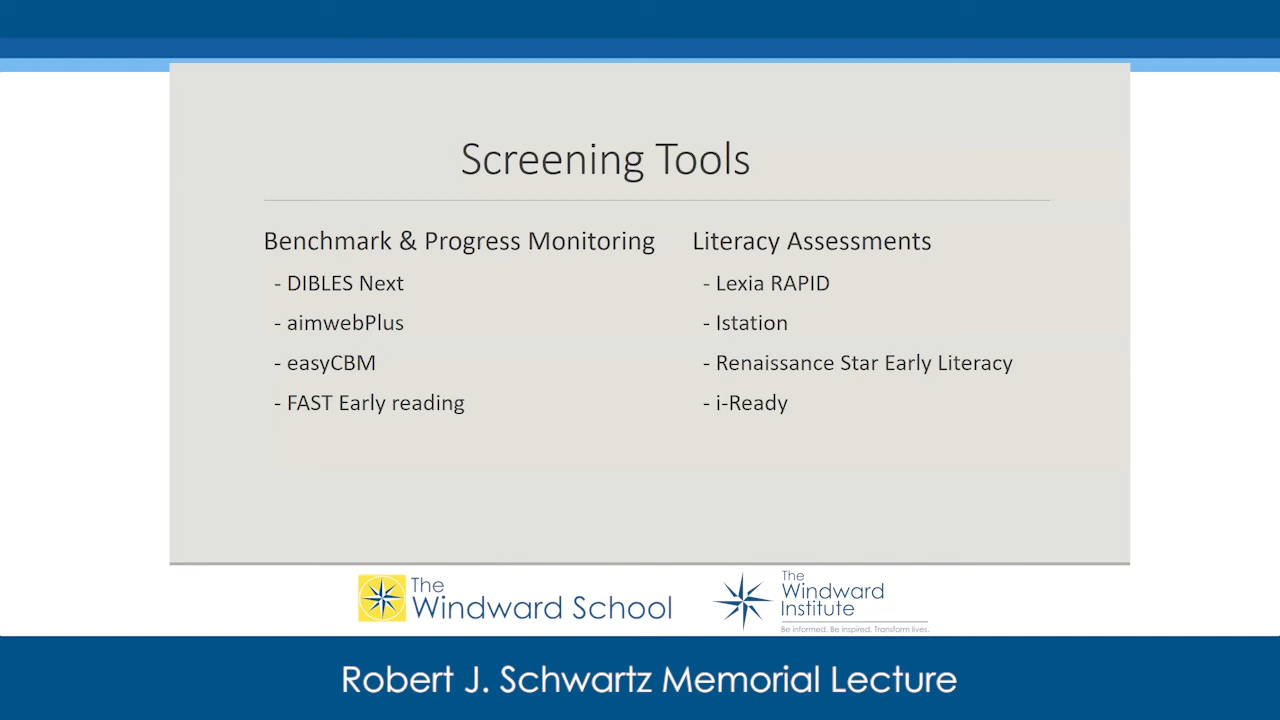 Screening Tools
Benchmark & Progress Monitoring
- DIBLES Next
- aimwebPlus
- easyCBM
- FAST Early reading
Literacy Assessments
- Lexia RAPID
- Istation
- Renaissance Star Early Literacy
- i-Ready
The
Windward School
The
Windward
Institute
Be informed. Be inspired. Transform lives.
Robert J. Schwartz Memorial Lecture